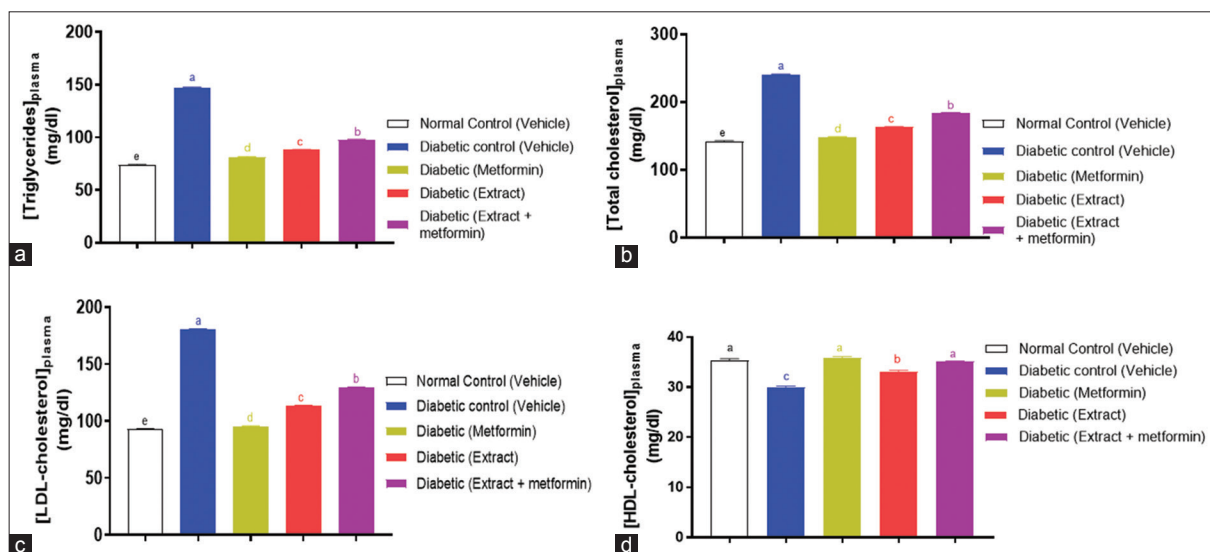 200
150
100
50
0
[Triglycerides]plasma
(mg/dl)
e
a
d
c
b
Normal Control (Vehicle)
Diabetic control (Vehicle)
Diabetic (Metformin)
Diabetic (Extract)
Diabetic (Extract +
metformin)
a
300
200
100
0
[Total cholesterol]plasma
(mg/dl)
e
a
d
c
b
Normal Control (Vehicle)
Diabetic control (Vehicle)
Diabetic (Metformin)
Diabetic (Extract)
Diabetic (Extract
+ metformin)
b
200
150
100
50
0
[LDL-cholesterol]plasma
(mg/dl)
e
a
d
c
b
Normal Control (Vehicle)
Diabetic control (Vehicle)
Diabetic (Metformin)
Diabetic (Extract)
Diabetic (Extract + metformin)
c
40
30
20
10
0
[HDL-cholesterol]plasma
(mg/dl)
a
c
a
b
a
Normal Control (Vehicle)
Diabetic control (Vehicle)
Diabetic (Metformin)
Diabetic (Extract)
Diabetic (Extract + metformin)
d